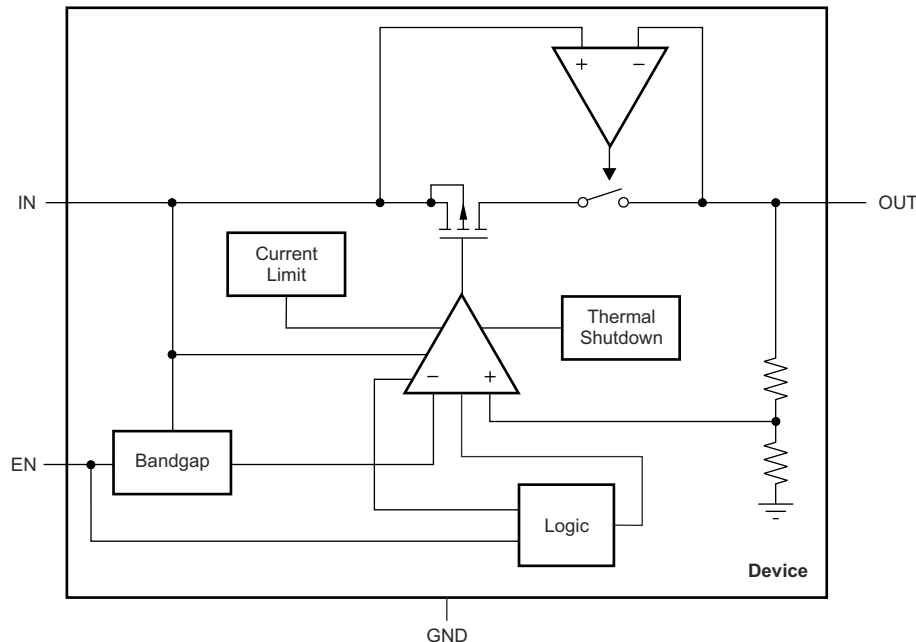 + −
IN
OUT
Current
Limit
Thermal
Shutdown
− +
EN
Bandgap
Logic
Device
GND